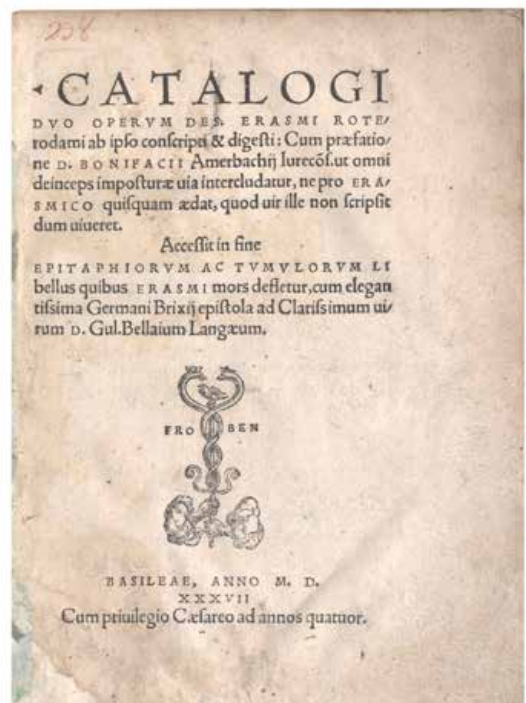 258
CATALOGI
DVO OPERVM DES. ERASMI ROTE/
rodami ab ipso conscripti & digesti: Cum præfatio/
ne D. BONIFACII Amerbachij Iurecōs. ut omni
deinceps imposturæ uia intercludatur, ne pro ERA/
SMICO quisquam ædat, quod uir ille non scripsit
dum uiueret.
Accessit in fine
EPITAPHIORVM AC TVMVLORVM LI
bellus quibus ERASMI mors defletur, cum elegan
tissima Germani Brixij epistola ad Clarissimum ui/
rum D. Gul. Bellaium Langæum.
FRO BEN
BASILEAE, ANNO M. D.
XXXVII
Cum priuilegio Cæsareo ad annos quatuor.